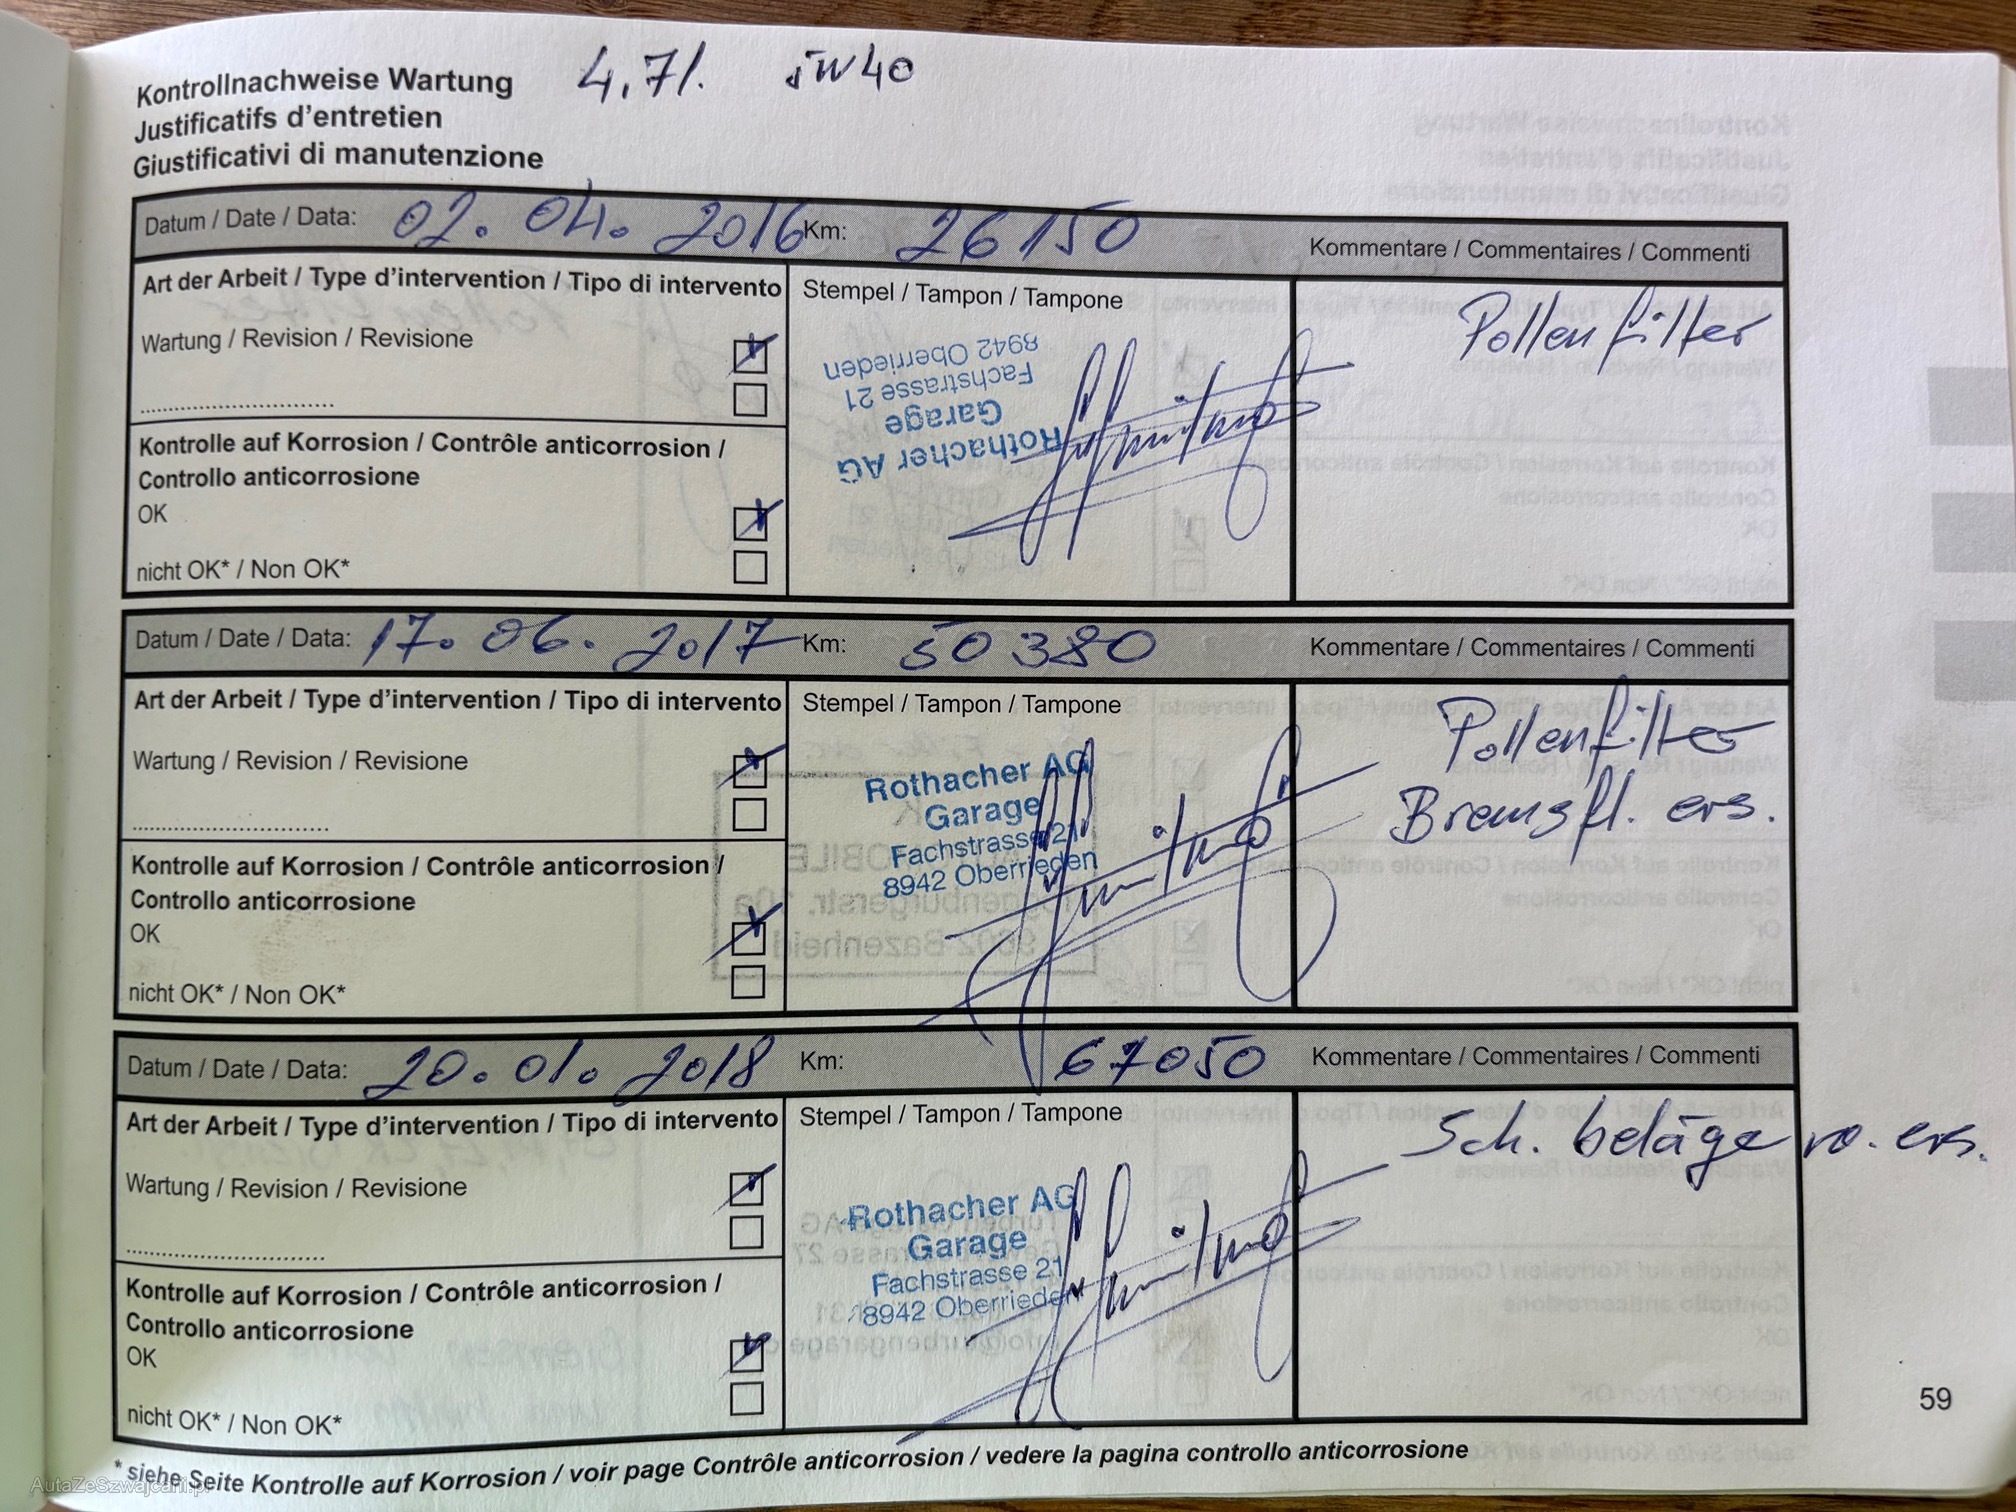 Kontrollnachweise Wartung 4,7l. 5W40
Justificatifs d'entretien
Giustificativi di manutenzione
Datum / Date / Data: 02. 04. 2016 Km: 26150 Kommentare / Commentaires / Commenti
Art der Arbeit / Type d'intervention / Tipo di intervento
Wartung / Revision / Revisione
Kontrolle auf Korrosion / Contrôle anticorrosion /
Controllo anticorrosione
OK
nicht OK* / Non OK*
Stempel / Tampon / Tampone
Rothacher AG
Garage
Fachstrasse 21
8942 Oberrieden
Pollenfilter
Datum / Date / Data: 17. 06. 2017 Km: 50380 Kommentare / Commentaires / Commenti
Art der Arbeit / Type d'intervention / Tipo di intervento
Wartung / Revision / Revisione
Kontrolle auf Korrosion / Contrôle anticorrosion /
Controllo anticorrosione
OK
nicht OK* / Non OK*
Stempel / Tampon / Tampone
Rothacher AG
Garage
Fachstrasse 21
8942 Oberrieden
Pollenfilter
Bremsfl. ers.
Datum / Date / Data: 20. 01. 2018 Km: 67050 Kommentare / Commentaires / Commenti
Art der Arbeit / Type d'intervention / Tipo di intervento
Wartung / Revision / Revisione
Kontrolle auf Korrosion / Contrôle anticorrosion /
Controllo anticorrosione
OK
nicht OK* / Non OK*
Stempel / Tampon / Tampone
Rothacher AG
Garage
Fachstrasse 21
8942 Oberrieden
Sch. beläge vo. ers.
59
* siehe Seite Kontrolle auf Korrosion / voir page Contrôle anticorrosion / vedere la pagina controllo anticorrosione
AutaZeSzwajcarii.pl